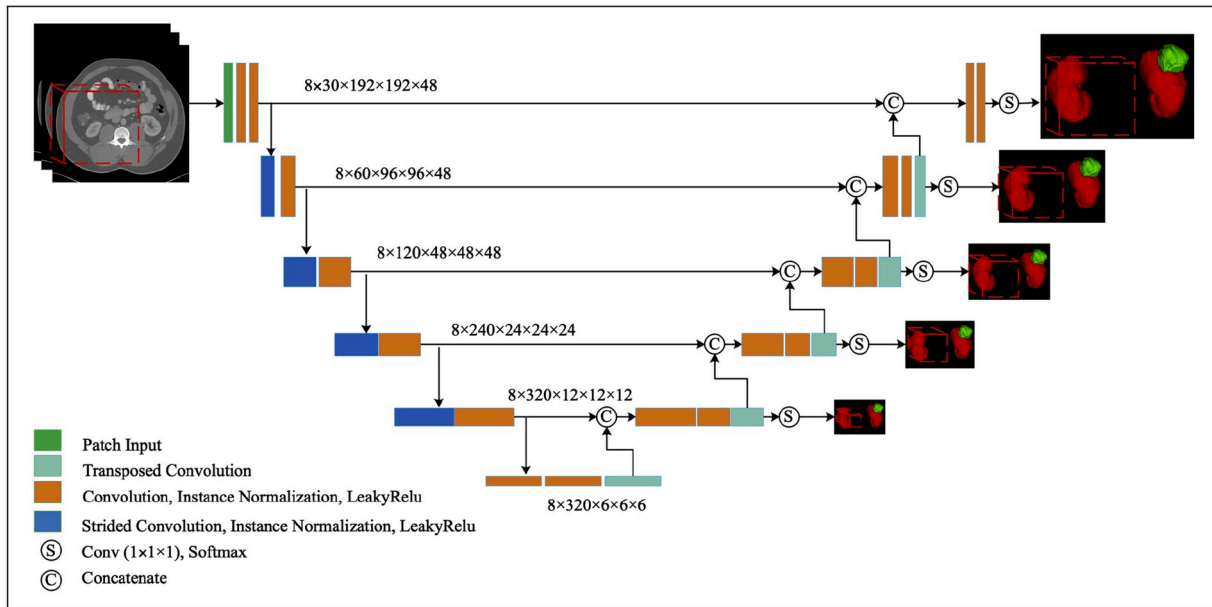 8×30×192×192×48
C
S
8×60×96×96×48
C
S
8×120×48×48×48
C
S
8×240×24×24×24
C
S
8×320×12×12×12
C
S
8×320×6×6×6
Patch Input
Transposed Convolution
Convolution, Instance Normalization, LeakyRelu
Strided Convolution, Instance Normalization, LeakyRelu
S Conv (1×1×1), Softmax
C Concatenate